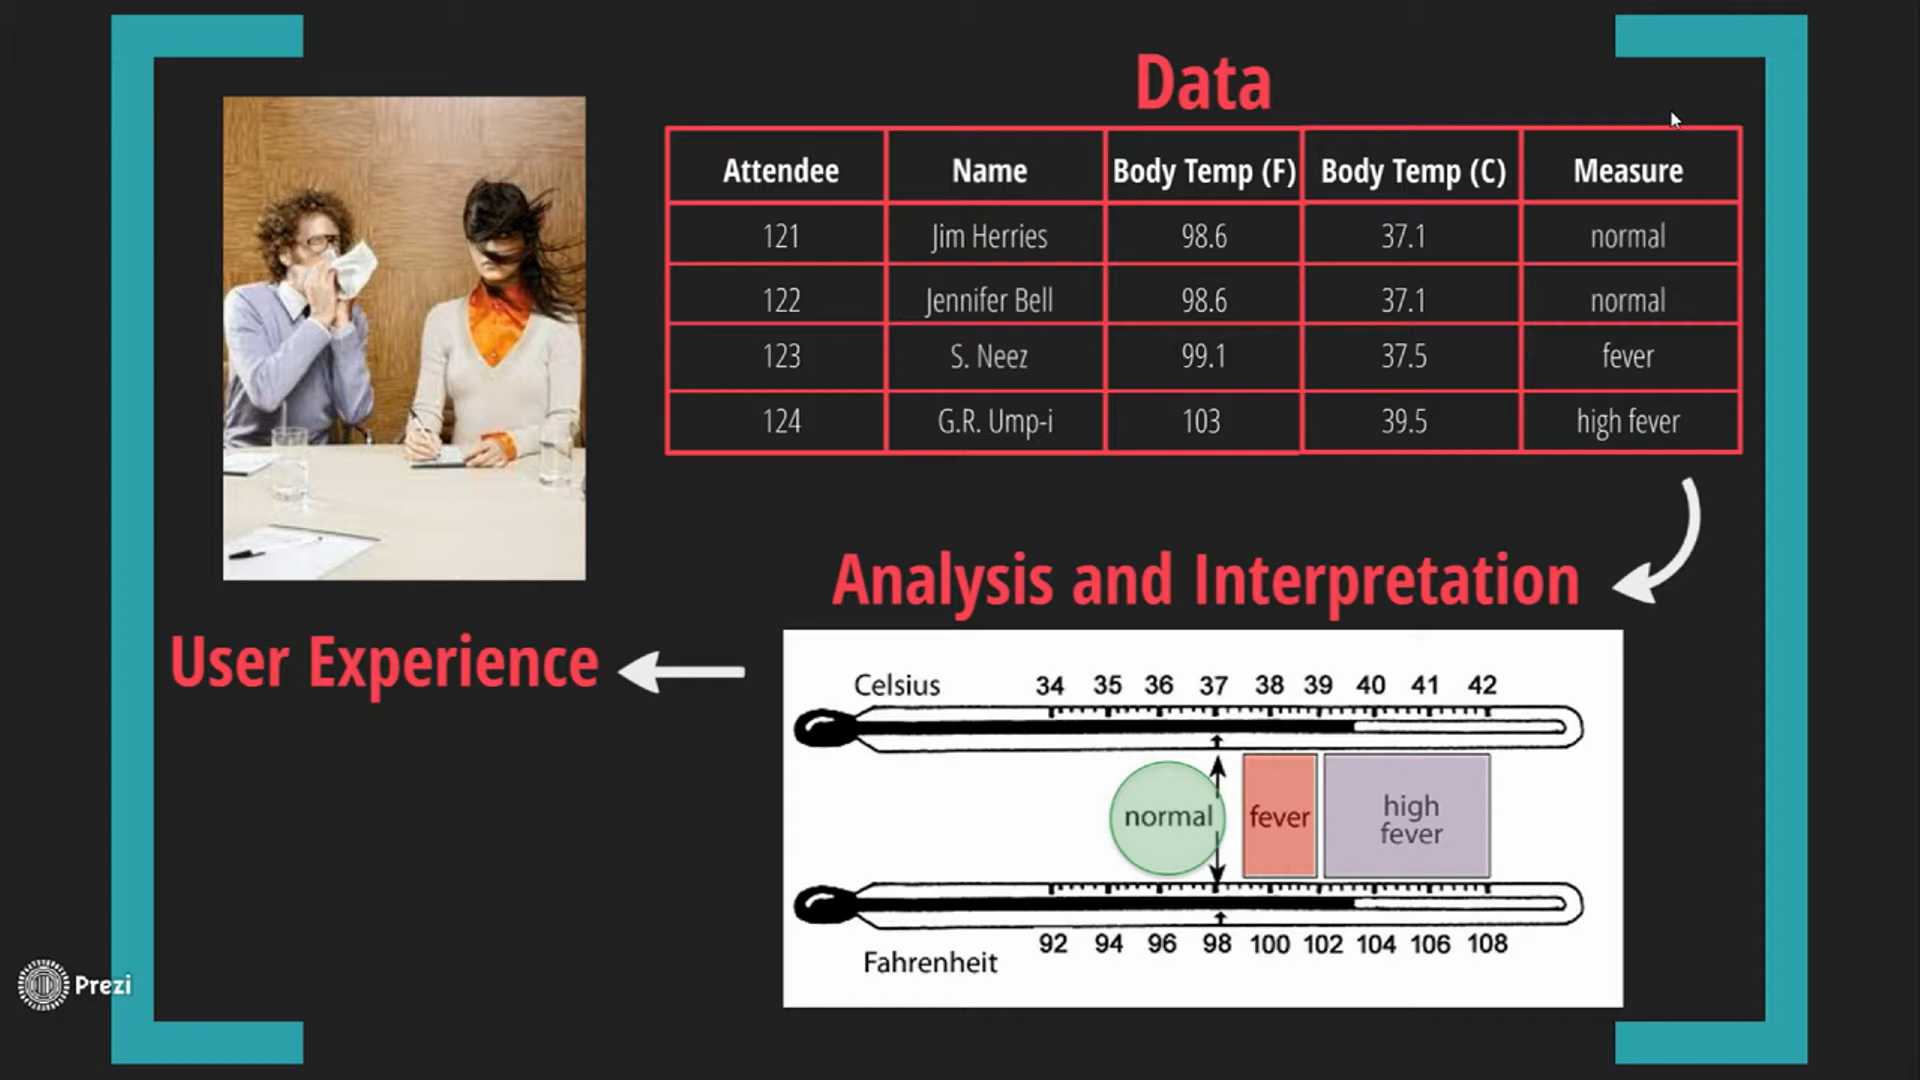 Data
Attendee Name Body Temp (F) Body Temp (C) Measure
121 Jim Herries 98.6 37.1 normal
122 Jennifer Bell 98.6 37.1 normal
123 S. Neez 99.1 37.5 fever
124 G.R. Ump-i 103 39.5 high fever
Analysis and Interpretation
User Experience
Celsius 34 35 36 37 38 39 40 41 42
normal
fever
high
fever
92 94 96 98 100 102 104 106 108
Fahrenheit
Prezi